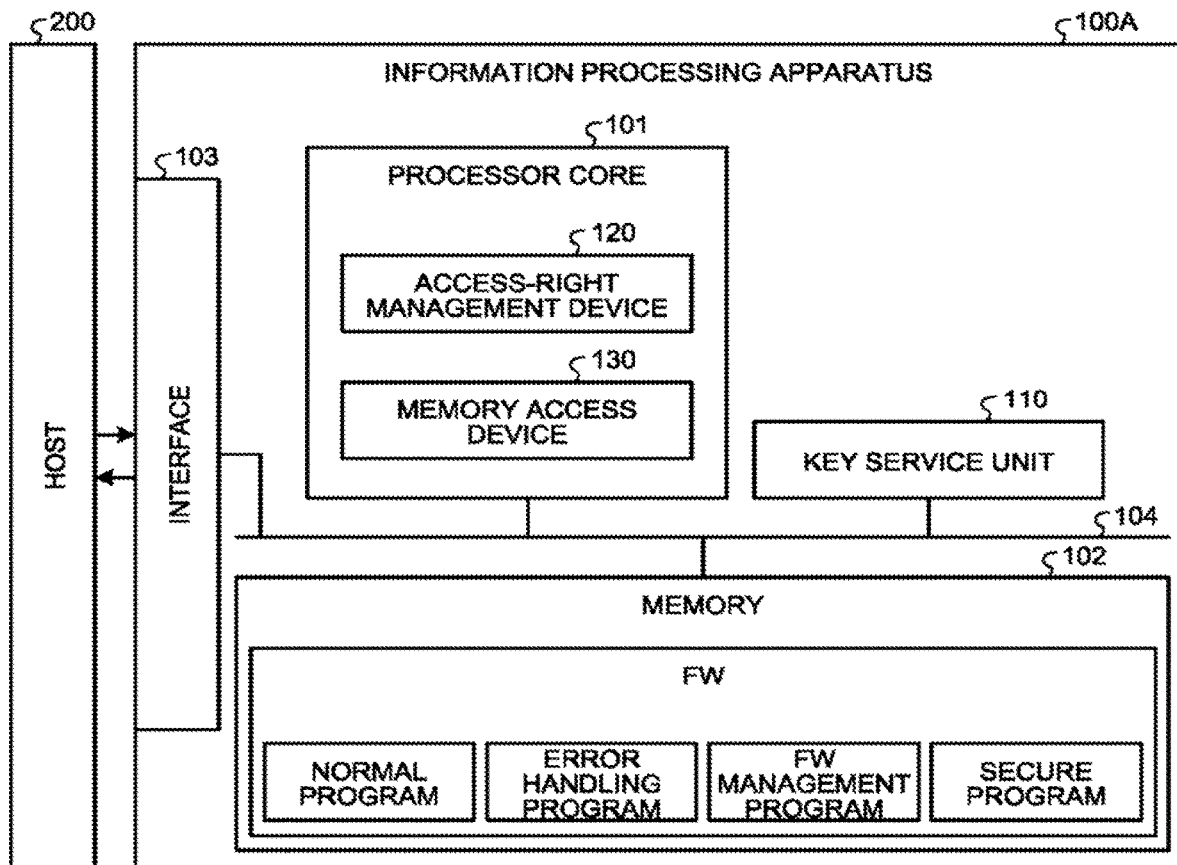 200
100A
INFORMATION PROCESSING APPARATUS
101
103
PROCESSOR CORE
120
ACCESS-RIGHT
MANAGEMENT DEVICE
130
MEMORY ACCESS
DEVICE
110
KEY SERVICE UNIT
HOST
INTERFACE
104
102
MEMORY
FW
NORMAL
PROGRAM
ERROR
HANDLING
PROGRAM
FW
MANAGEMENT
PROGRAM
SECURE
PROGRAM